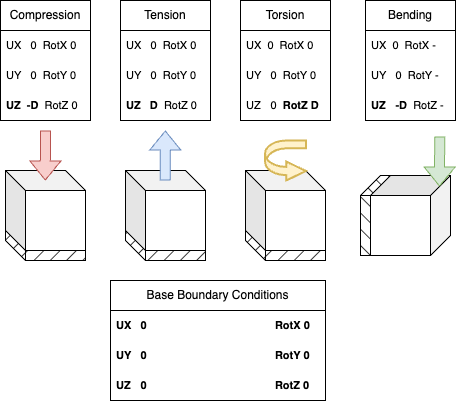 Compression
UX 0 RotX 0
UY 0 RotY 0
UZ -D RotZ 0
Tension
UX 0 RotX 0
UY 0 RotY 0
UZ D RotZ 0
Torsion
UX 0 RotX 0
UY 0 RotY 0
UZ 0 RotZ D
Bending
UX 0 RotX -
UY 0 RotY -
UZ -D RotZ -
Base Boundary Conditions
UX 0 RotX 0
UY 0 RotY 0
UZ 0 RotZ 0